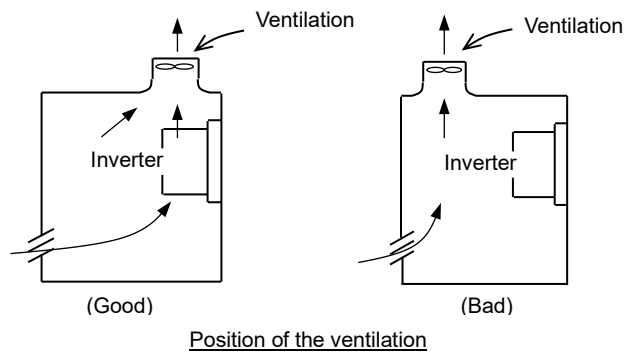 Ventilation
Inverter
(Good)
Ventilation
Inverter
(Bad)
Position of the ventilation